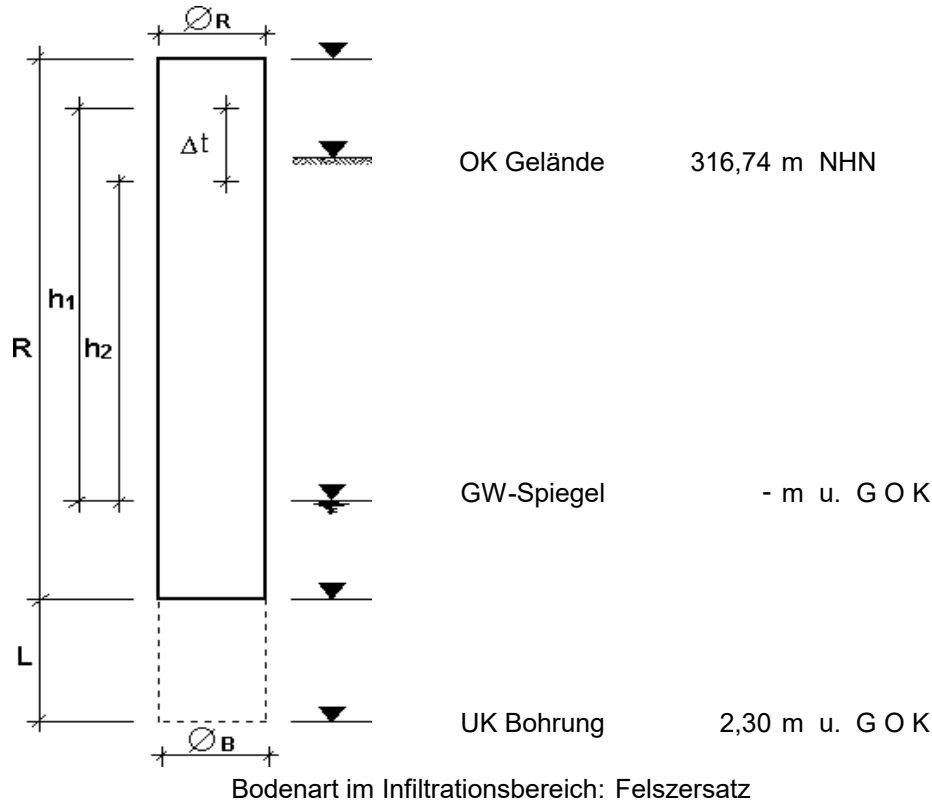 ∅R
Δt
OK Gelände 316,74 m NHN
h1
R h2
GW-Spiegel - m u. G O K
L
UK Bohrung 2,30 m u. G O K
∅B
Bodenart im Infiltrationsbereich: Felszersatz